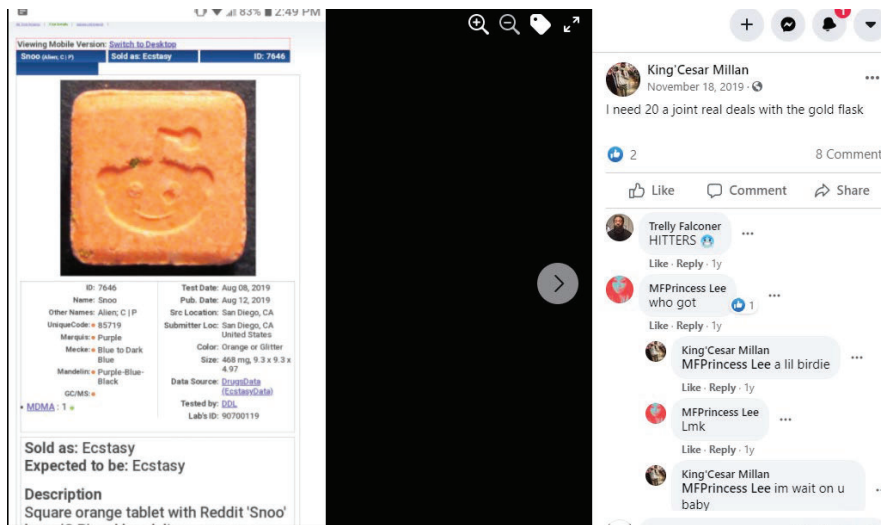 83% 2:49 PM
Viewing Mobile Version: Switch to Desktop
Snoo (Alien, C | P) Sold as: Ecstasy ID: 7646
ID: 7646
Name: Snoo
Other Names: Alien; C | P
UniqueCode: 85719
Marquis: Purple
Mecke: Blue to Dark
Blue
Mandelin: Purple-Blue-
Black
GC/MS:
• MDMA : 1
Test Date: Aug 08, 2019
Pub. Date: Aug 12, 2019
Src Location: San Diego, CA
Submitter Loc: San Diego, CA
United States
Color: Orange or Glitter
Size: 468 mg, 9.3 x 9.3 x
4.97
Data Source: DrugsData
(EcstasyData)
Tested by: DDL
Lab's ID: 90700119
Sold as: Ecstasy
Expected to be: Ecstasy
Description
Square orange tablet with Reddit 'Snoo'
1
King'Cesar Millan
November 18, 2019 ·
I need 20 a joint real deals with the gold flask
2 8 Comment
Like Comment Share
Trelly Falconer
HITTERS
Like · Reply · 1y
MFPrincess Lee
who got
1
Like · Reply · 1y
King'Cesar Millan
MFPrincess Lee a lil birdie
Like · Reply · 1y
MFPrincess Lee
Lmk
Like · Reply · 1y
King'Cesar Millan
MFPrincess Lee im wait on u
baby